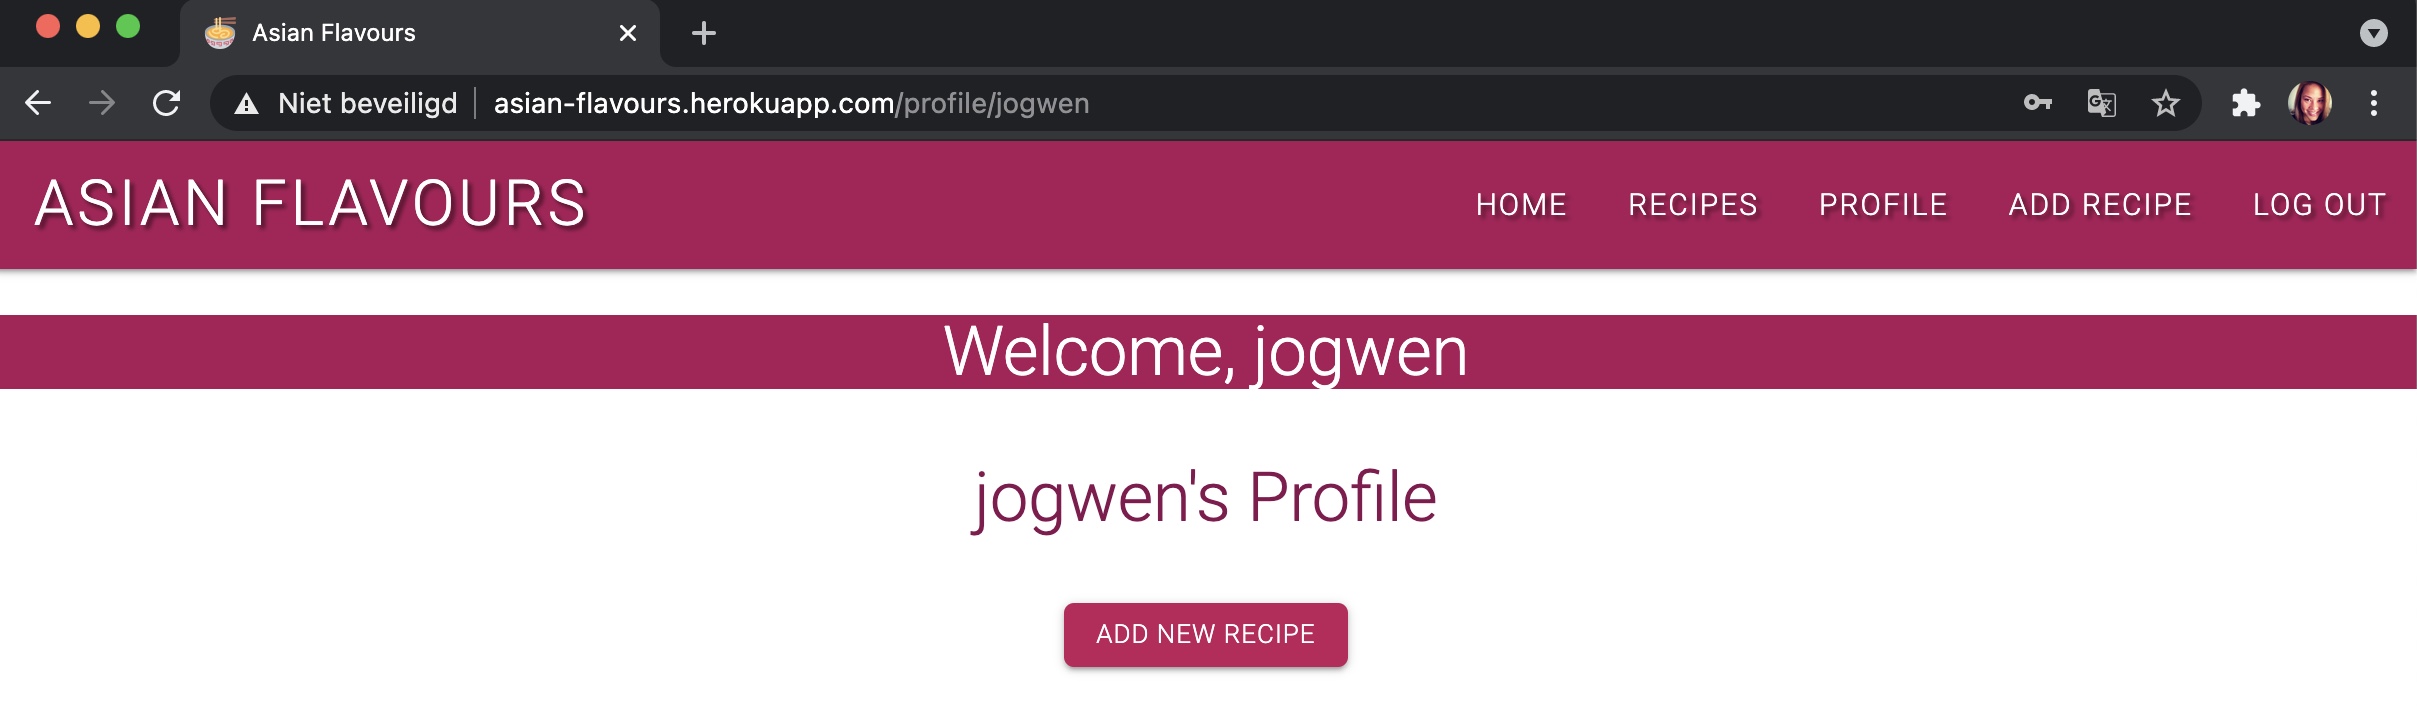 Asian Flavours
Niet beveiligd asian-flavours.herokuapp.com/profile/jogwen
ASIAN FLAVOURS HOME RECIPES PROFILE ADD RECIPE LOG OUT
Welcome, jogwen
jogwen's Profile
ADD NEW RECIPE